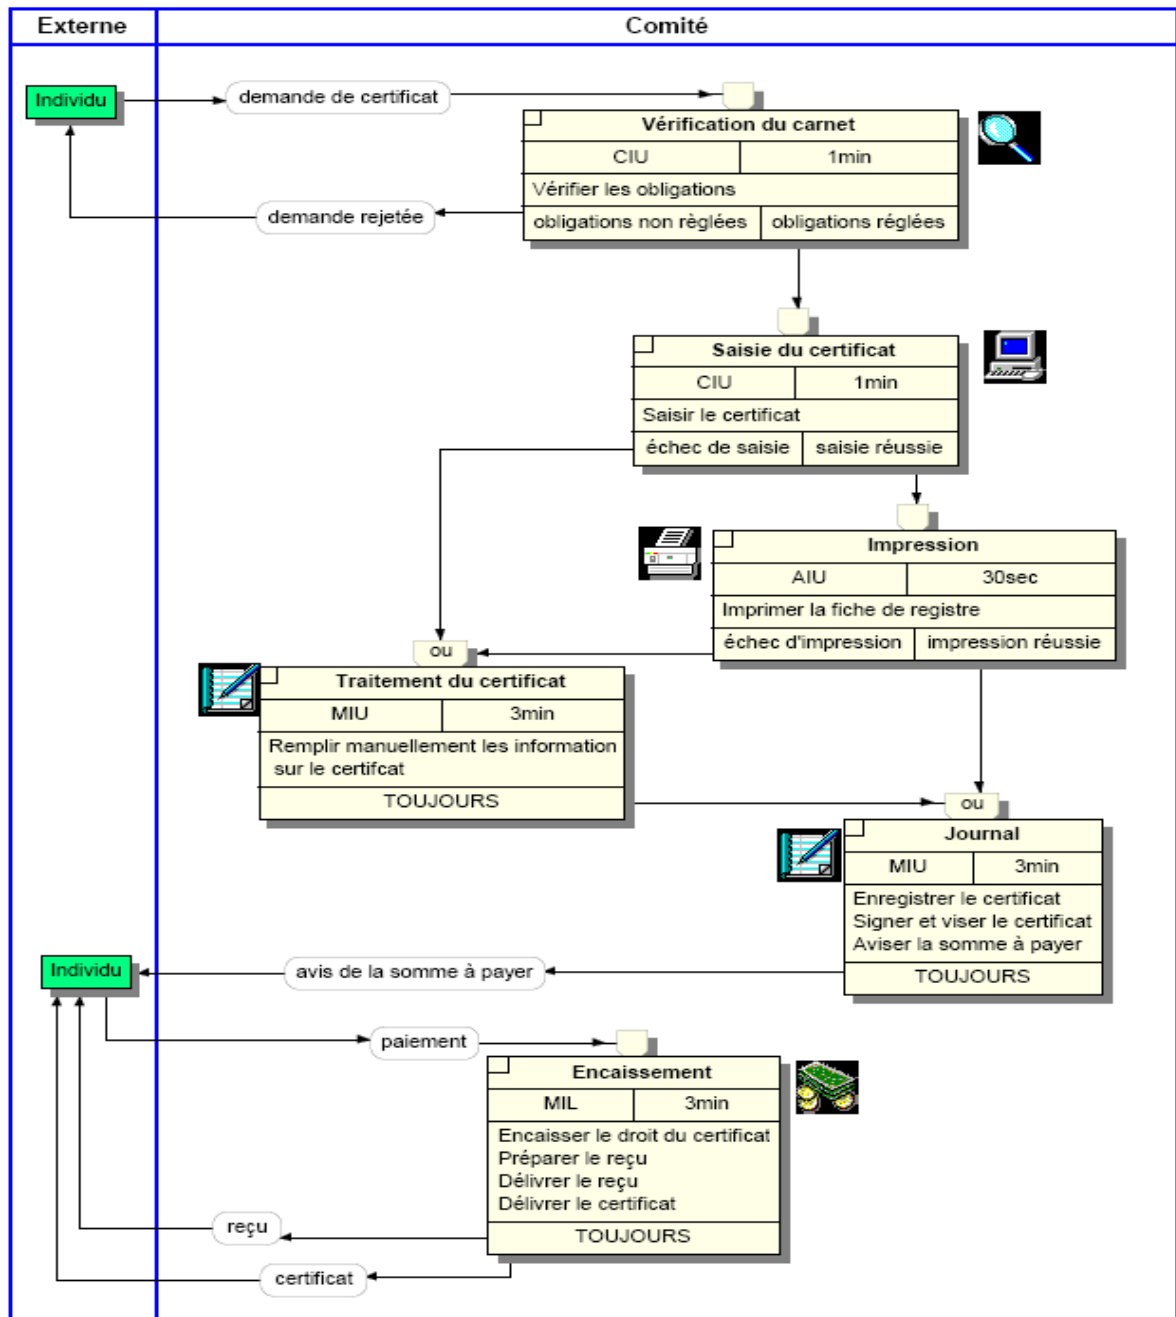 Externe
Comité
Individu
demande de certificat
Vérification du carnet
CIU
1min
Vérifier les obligations
obligations non règlées
obligations réglées
demande rejetée
Saisie du certificat
CIU
1min
Saisir le certificat
échec de saisie
saisie réussie
Impression
AIU
30sec
Imprimer la fiche de registre
échec d'impression
impression réussie
ou
Traitement du certificat
MIU
3min
Remplir manuellement les information
sur le certifcat
TOUJOURS
ou
Journal
MIU
3min
Enregistrer le certificat
Signer et viser le certificat
Aviser la somme à payer
TOUJOURS
Individu
avis de la somme à payer
paiement
Encaissement
MIL
3min
Encaisser le droit du certificat
Préparer le reçu
Délivrer le reçu
Délivrer le certificat
TOUJOURS
reçu
certificat